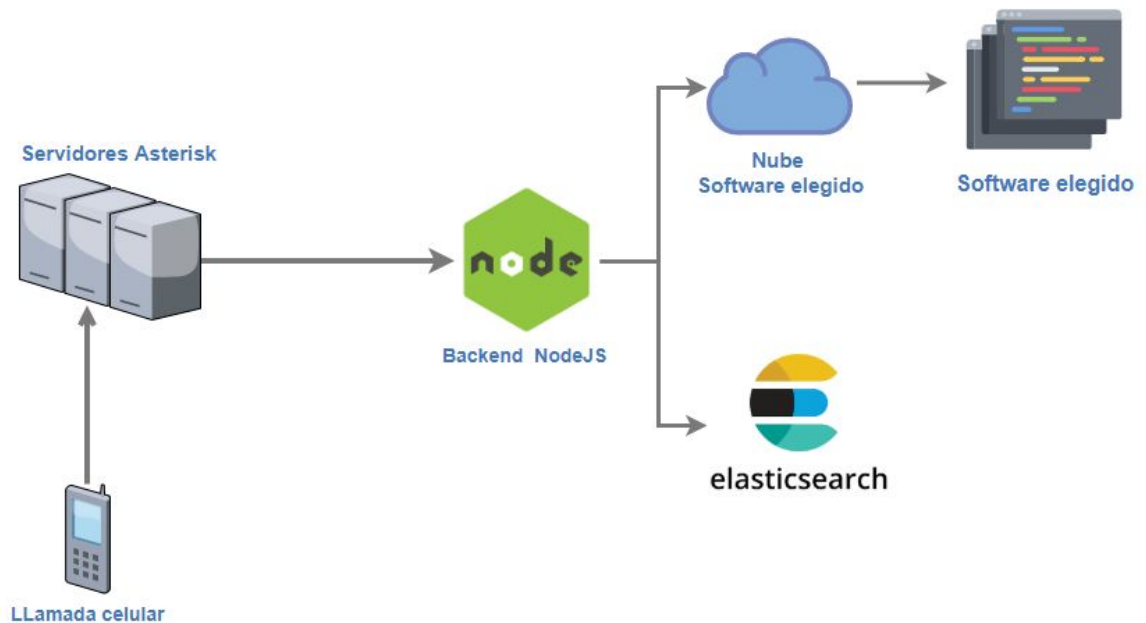 Servidores Asterisk
Nube
Software elegido
Software elegido
node
Backend NodeJS
elasticsearch
LLamada celular